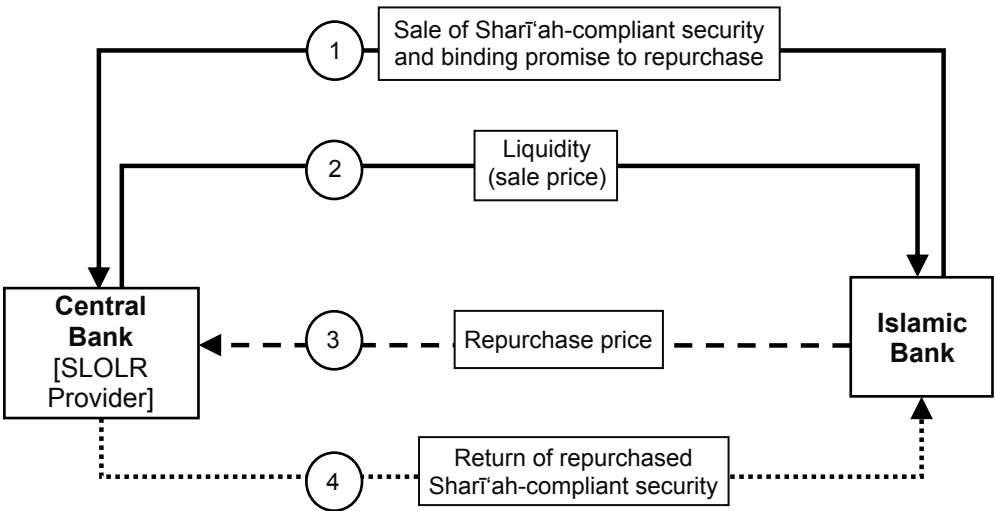 1
Sale of Sharī‘ah-compliant security
and binding promise to repurchase
2
Liquidity
(sale price)
Central
Bank
[SLOLR
Provider]
3
Repurchase price
Islamic
Bank
4
Return of repurchased
Sharī‘ah-compliant security